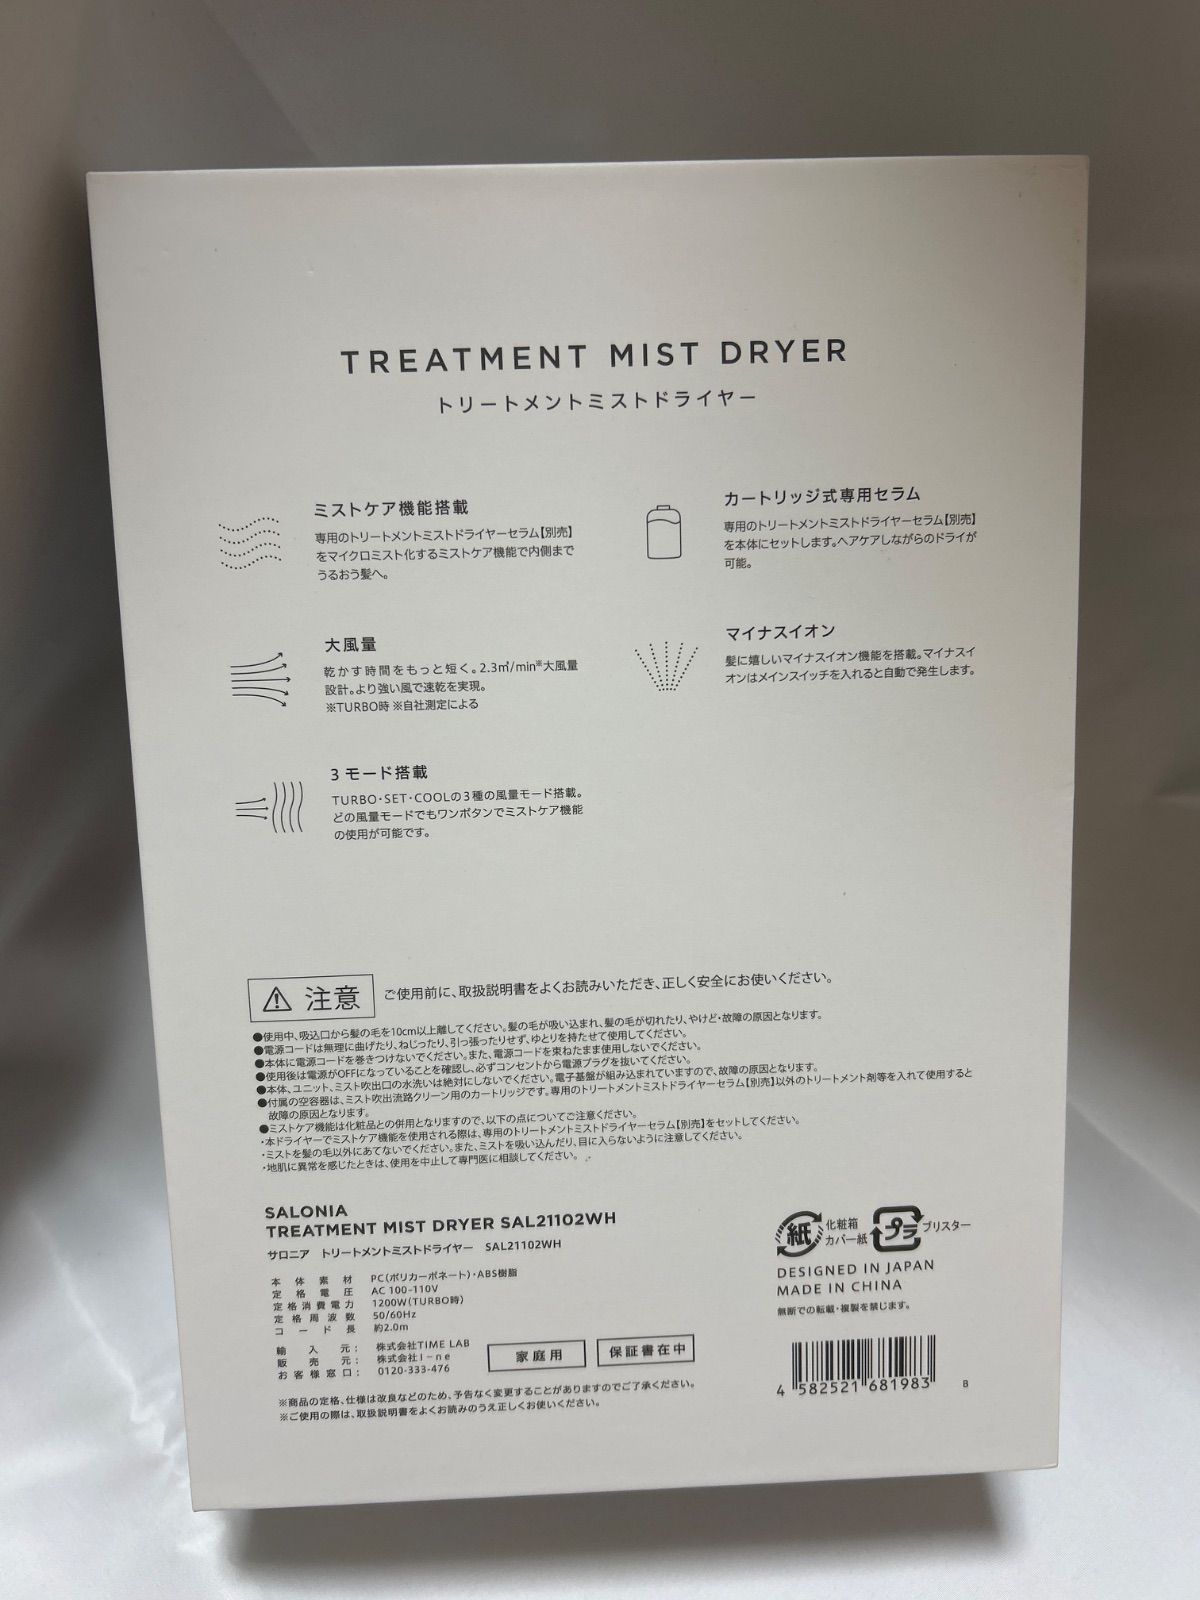 TREATMENT MIST DRYER
トリートメントミストドライヤー
ミストケア機能搭載
専用のトリートメントミストドライヤーセラム【別売】
をマイクロミスト化するミストケア機能で内側まで
うるおう髪へ。
カートリッジ式専用セラム
専用のトリートメントミストドライヤーセラム【別売】
を本体にセットします。ヘアケアしながらのドライが
可能。
大風量
乾かす時間をもっと短く。2.3㎥/min※大風量
設計。より強い風で速乾を実現。
※TURBO時 ※自社測定による
マイナスイオン
髪に嬉しいマイナスイオン機能を搭載。マイナスイ
オンはメインスイッチを入れると自動で発生します。
3 モード搭載
TURBO・SET・COOLの3種の風量モード搭載。
どの風量モードでもワンボタンでミストケア機能
の使用が可能です。
注意 ご使用前に、取扱説明書をよくお読みいただき、正しく安全にお使いください。
●使用中、吸込口から髪の毛を10cm以上離してください。髪の毛が吸い込まれ、髪の毛が切れたり、やけど・故障の原因となります。
●電源コードは無理に曲げたり、ねじったり、引っ張ったりせず、ゆとりを持たせて使用してください。
●本体に電源コードを巻きつけないでください。また、電源コードを束ねたまま使用しないでください。
●使用後は電源がOFFになっていることを確認し、必ずコンセントから電源プラグを抜いてください。
●本体、ユニット、ミスト吹出口の水洗いは絶対にしないでください。電子基盤が組み込まれていますので、故障の原因となります。
●付属の空容器は、ミスト吹出流路クリーン用のカートリッジです。専用のトリートメントミストドライヤーセラム【別売】以外のトリートメント剤等を入れて使用すると
故障の原因となります。
●ミストケア機能は化粧品との併用となりますので、以下の点についてご注意ください。
・本ドライヤーでミストケア機能を使用される際は、専用のトリートメントミストドライヤーセラム【別売】をセットしてください。
・ミストを髪の毛以外にあてないでください。また、ミストを吸い込んだり、目に入らないように注意してください。
・地肌に異常を感じたときは、使用を中止して専門医に相談してください。
SALONIA
TREATMENT MIST DRYER SAL21102WH
サロニア トリートメントミストドライヤー SAL21102WH
本体素材 PC(ポリカーボネート)・ABS樹脂
定格電圧 AC 100-110V
定格消費電力 1200W(TURBO時)
定格周波数 50/60Hz
コード長 約2.0m
輸入元： 株式会社TIME LAB
販売元： 株式会社I-ne
お客様窓口： 0120-333-476
家庭用
保証書在中
※商品の定格、仕様は改良などのため、予告なく変更することがありますのでご了承ください。
※ご使用の際は、取扱説明書をよくお読みのうえ正しくお使いください。
紙 化粧箱
カバー紙
プラ ブリスター
DESIGNED IN JAPAN
MADE IN CHINA
無断での転載・複製を禁じます。
4 582521 681983
B